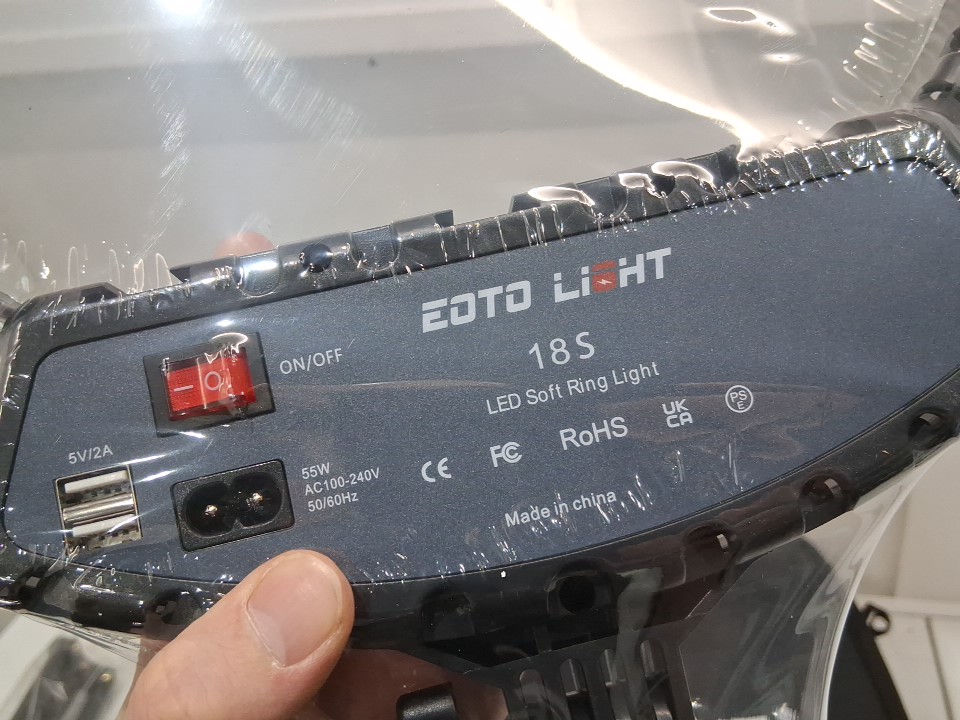 EOTO LIGHT
18S
LED Soft Ring Light
ON/OFF
5V/2A
55W
AC100-240V
50/60Hz
CE FC RoHS UK CA PSE
Made in china